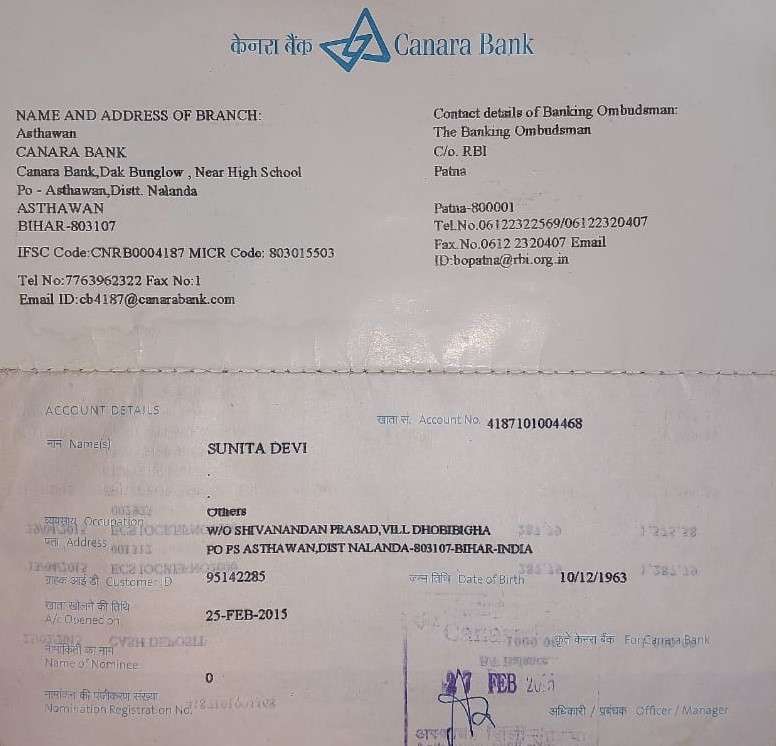 केनरा बैंक Canara Bank
NAME AND ADDRESS OF BRANCH:
Asthawan
CANARA BANK
Canara Bank,Dak Bunglow , Near High School
Po - Asthawan,Distt. Nalanda
ASTHAWAN
BIHAR-803107
IFSC Code:CNRB0004187 MICR Code: 803015503
Tel No:7763962322 Fax No:1
Email ID:cb4187@canarabank.com
Contact details of Banking Ombudsman:
The Banking Ombudsman
C/o. RBI
Patna
Patna-800001
Tel.No.06122322569/06122320407
Fax.No.0612 2320407 Email
ID:bopatna@rbi.org.in
ACCOUNT DETAILS
खाता सं. Account No. 4187101004468
नाम Name(s) SUNITA DEVI
.
.
व्यवसाय Occupation Others
पता Address W/O SHIVANANDAN PRASAD,VILL DHOBIBIGHA
PO PS ASTHAWAN,DIST NALANDA-803107-BIHAR-INDIA
ग्राहक आई डी Customer ID 95142285
जन्म तिथि Date of Birth 10/12/1963
खाता खोलने की तिथि
A/c Opened on 25-FEB-2015
कृते केनरा बैंक For Canara Bank
नामांकिती का नाम
Name of Nominee 0
27 FEB
नामांकन की पंजीकरण संख्या
Nomination Registration No.
अधिकारी / प्रबंधक Officer / Manager